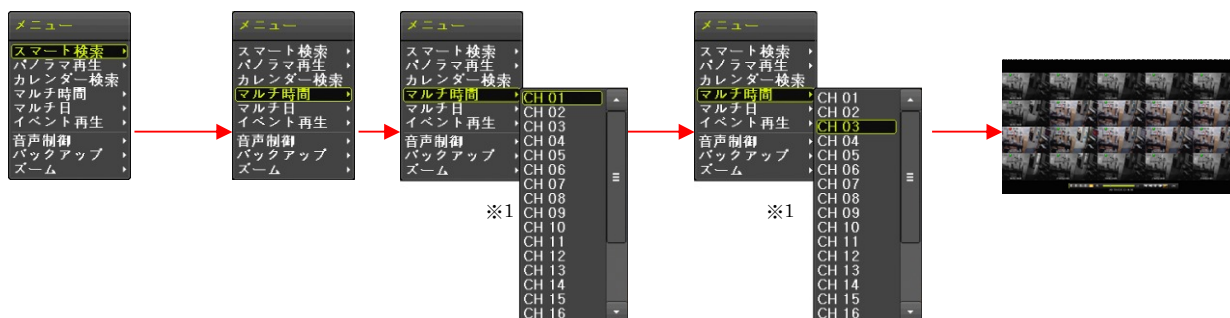 メニュー
スマート検索
パノラマ再生
カレンダー検索
マルチ時間
マルチ日
イベント再生
音声制御
バックアップ
ズーム
メニュー
スマート検索
パノラマ再生
カレンダー検索
マルチ時間
マルチ日
イベント再生
音声制御
バックアップ
ズーム
メニュー
スマート検索
パノラマ再生
カレンダー検索
マルチ時間
マルチ日
イベント再生
音声制御
バックアップ
ズーム
※1
CH 01
CH 02
CH 03
CH 04
CH 05
CH 06
CH 07
CH 08
CH 09
CH 10
CH 11
CH 12
CH 13
CH 14
CH 15
CH 16
メニュー
スマート検索
パノラマ再生
カレンダー検索
マルチ時間
マルチ日
イベント再生
音声制御
バックアップ
ズーム
※1
CH 01
CH 02
CH 03
CH 04
CH 05
CH 06
CH 07
CH 08
CH 09
CH 10
CH 11
CH 12
CH 13
CH 14
CH 15
CH 16